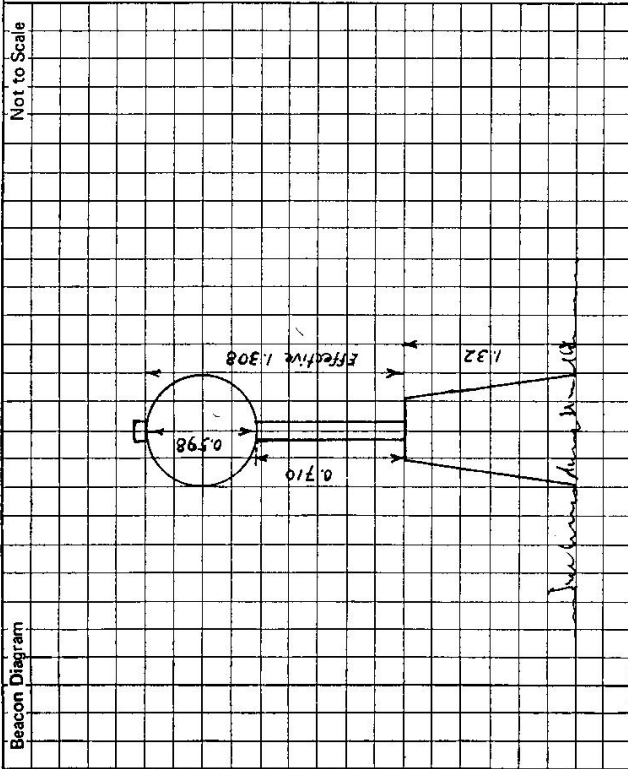 Beacon Diagram
Not to Scale
Effective 1.308
0.598
0.710
1.32